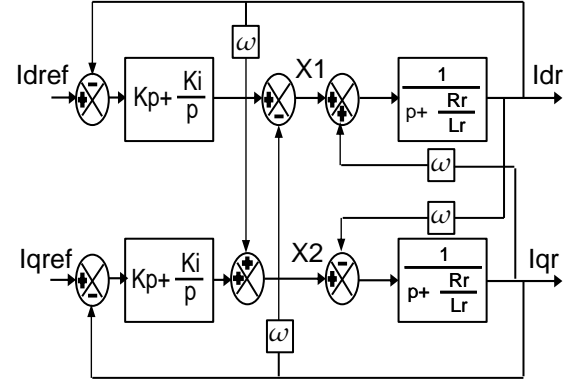 ω
Idref
Kp+ Ki/p
X1
1
p+ Rr/Lr
Idr
ω
ω
Iqref
Kp+ Ki/p
X2
1
p+ Rr/Lr
Iqr
ω